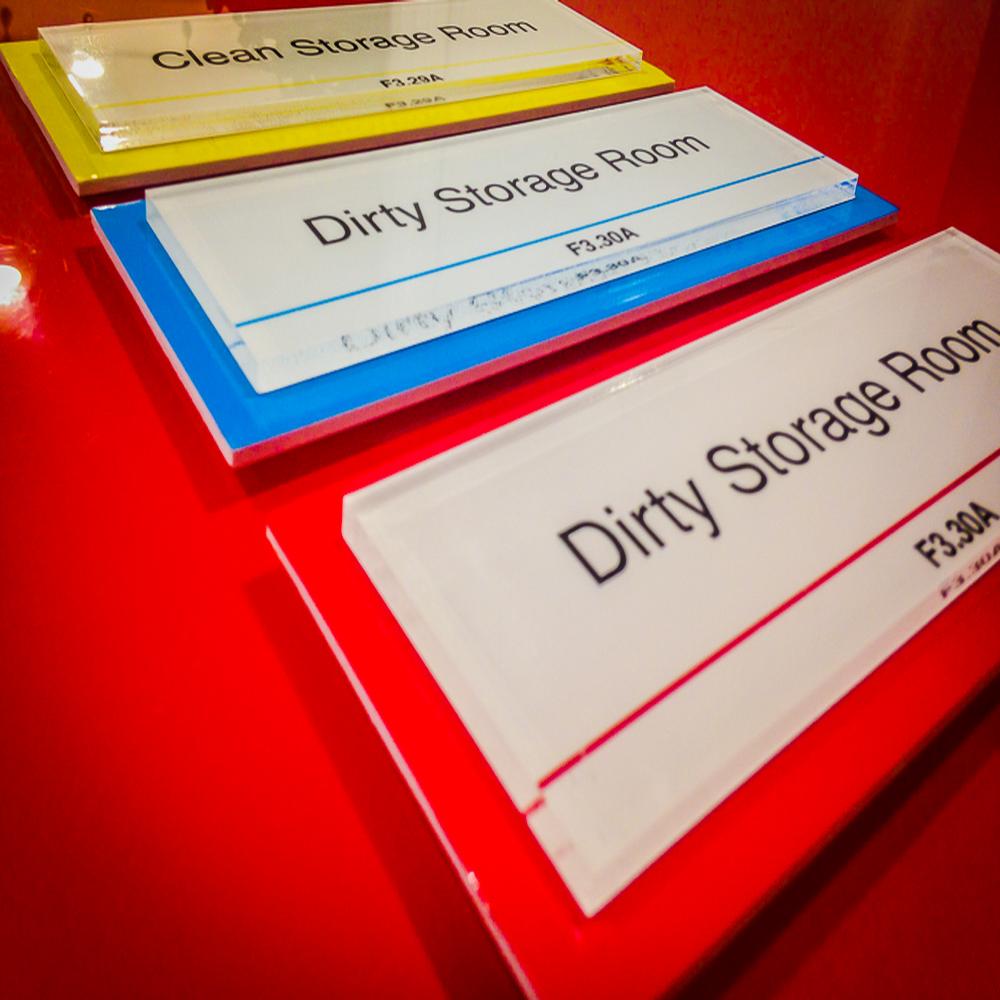 Clean Storage Room
F3.29A
Dirty Storage Room
F3.30A
Dirty Storage Room
F3.30A